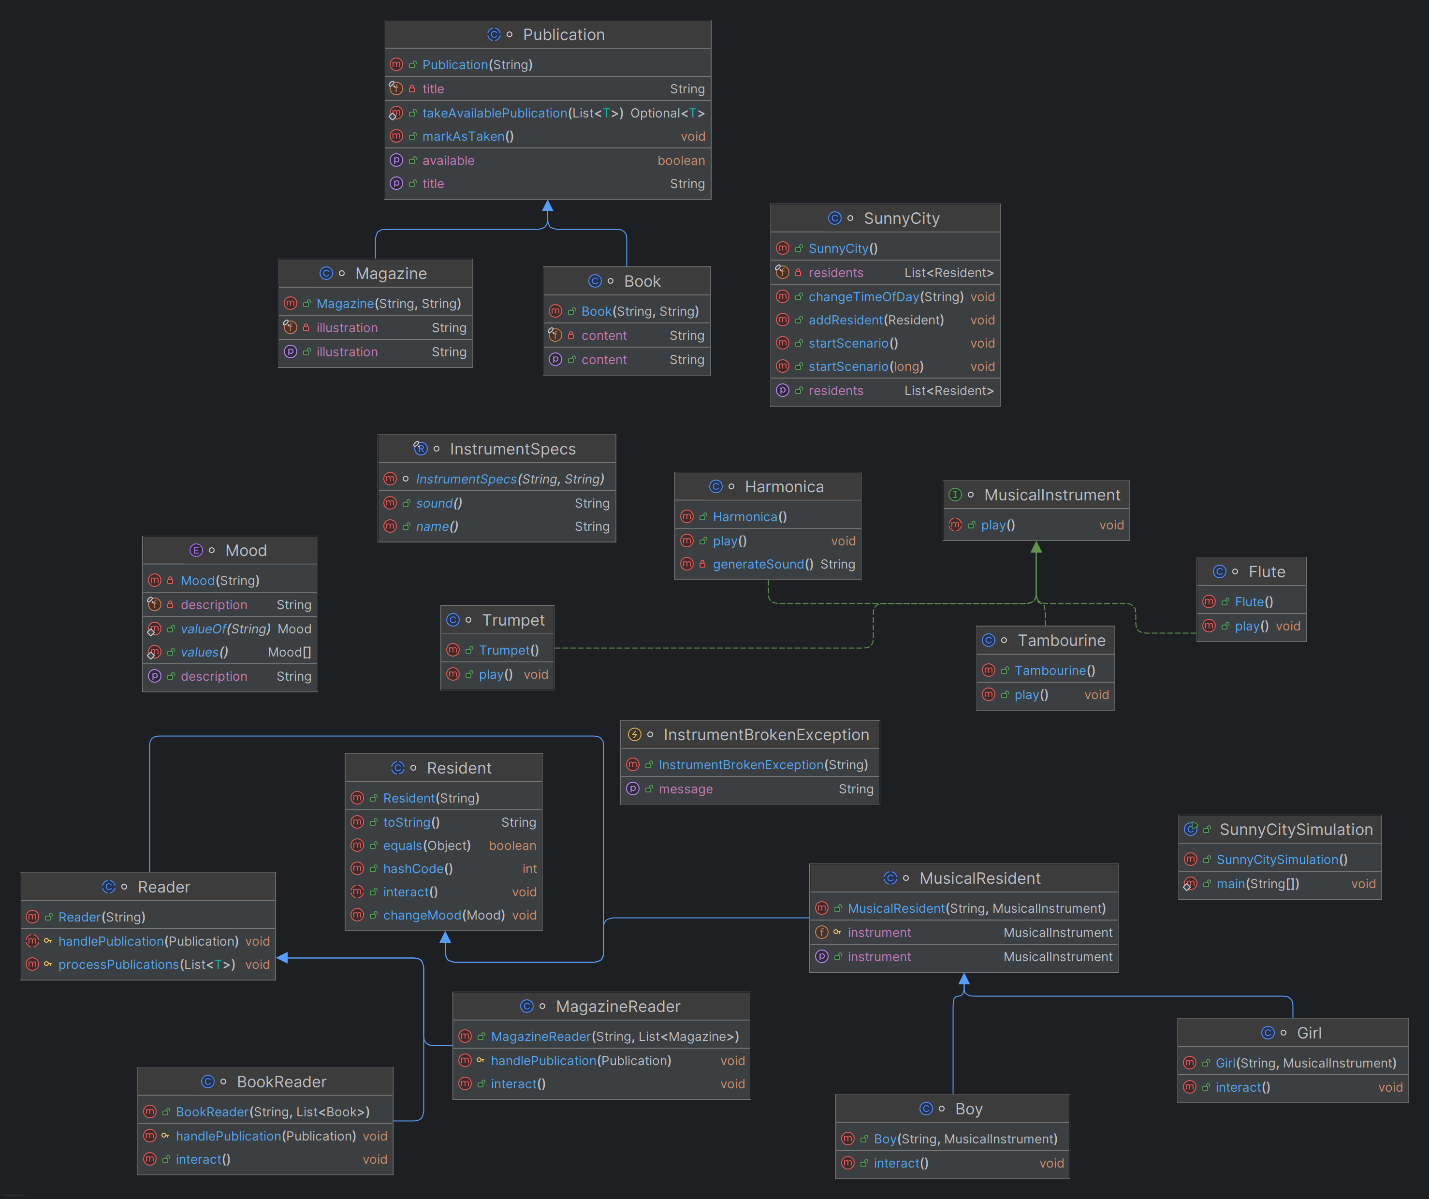 Publication
Publication(String)
title String
takeAvailablePublication(List<T>) Optional<T>
markAsTaken() void
available boolean
title String
SunnyCity
SunnyCity()
residents List<Resident>
changeTimeOfDay(String) void
addResident(Resident) void
startScenario() void
startScenario(long) void
residents List<Resident>
Magazine
Magazine(String, String)
illustration String
illustration String
Book
Book(String, String)
content String
content String
InstrumentSpecs
InstrumentSpecs(String, String)
sound() String
name() String
Harmonica
Harmonica()
play() void
generateSound() String
MusicalInstrument
play() void
Mood
Mood(String)
description String
valueOf(String) Mood
values() Mood[]
description String
Flute
Flute()
play() void
Trumpet
Trumpet()
play() void
Tambourine
Tambourine()
play() void
InstrumentBrokenException
InstrumentBrokenException(String)
message String
Resident
Resident(String)
toString() String
equals(Object) boolean
hashCode() int
interact() void
changeMood(Mood) void
SunnyCitySimulation
SunnyCitySimulation()
main(String[]) void
Reader
Reader(String)
handlePublication(Publication) void
processPublications(List<T>) void
MusicalResident
MusicalResident(String, MusicalInstrument)
instrument MusicalInstrument
instrument MusicalInstrument
MagazineReader
MagazineReader(String, List<Magazine>)
handlePublication(Publication) void
interact() void
Girl
Girl(String, MusicalInstrument)
interact() void
BookReader
BookReader(String, List<Book>)
handlePublication(Publication) void
interact() void
Boy
Boy(String, MusicalInstrument)
interact() void